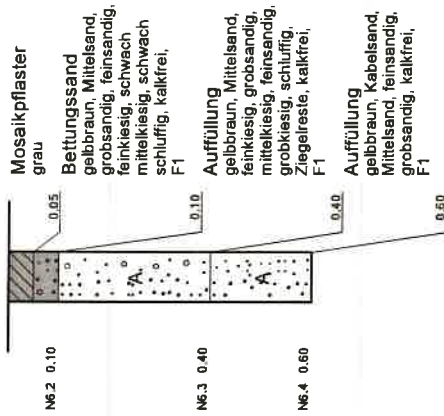 Mosaikpflaster
grau
0.05
Bettungssand
gelbbraun, Mittelsand,
grobsandig, feinsandig,
feinkiesig, schwach
mittelkiesig, schwach
schluffig, kalkfrei,
F1
N6.2 0.10
0.10
Auffüllung
gelbbraun, Mittelsand,
feinkiesig, grobsandig,
mittelkiesig, feinsandig,
grobkiesig, schluffig,
Ziegelreste, kalkfrei,
F1
A
N6.3 0.40
0.40
Auffüllung
gelbbraun, Kabelsand,
Mittelsand, feinsandig,
grobsandig, kalkfrei,
F1
A
N6.4 0.60
0.60